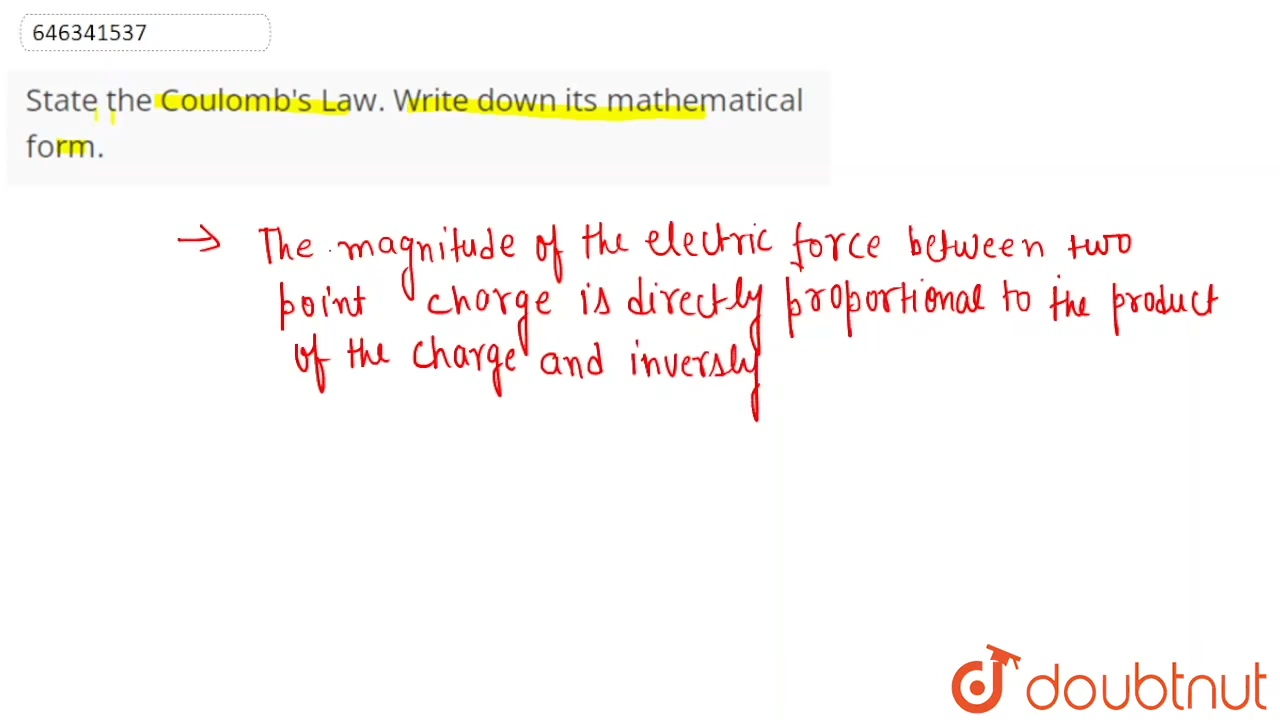 646341537
State the Coulomb's Law. Write down its mathematical
form.
→ The magnitude of the electric force between two
point charge is directly proportional to the product
of the charge and inversly
doubtnut